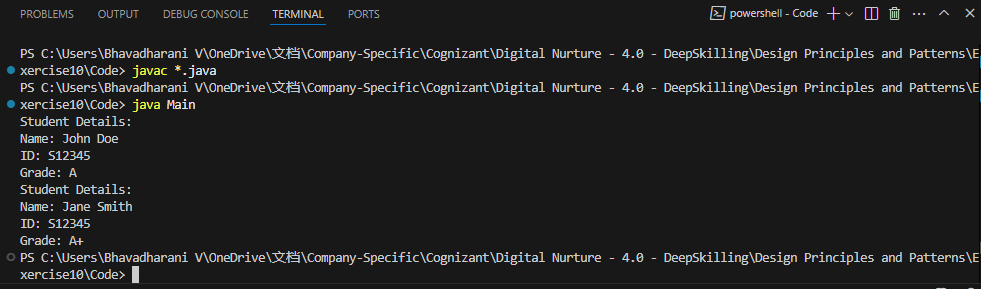 PROBLEMS OUTPUT DEBUG CONSOLE TERMINAL PORTS powershell - Code
PS C:\Users\Bhavadharani V\OneDrive\文档\Company-Specific\Cognizant\Digital Nurture - 4.0 - DeepSkilling\Design Principles and Patterns\E
xercise10\Code> javac *.java
PS C:\Users\Bhavadharani V\OneDrive\文档\Company-Specific\Cognizant\Digital Nurture - 4.0 - DeepSkilling\Design Principles and Patterns\E
xercise10\Code> java Main
Student Details:
Name: John Doe
ID: S12345
Grade: A
Student Details:
Name: Jane Smith
ID: S12345
Grade: A+
PS C:\Users\Bhavadharani V\OneDrive\文档\Company-Specific\Cognizant\Digital Nurture - 4.0 - DeepSkilling\Design Principles and Patterns\E
xercise10\Code>